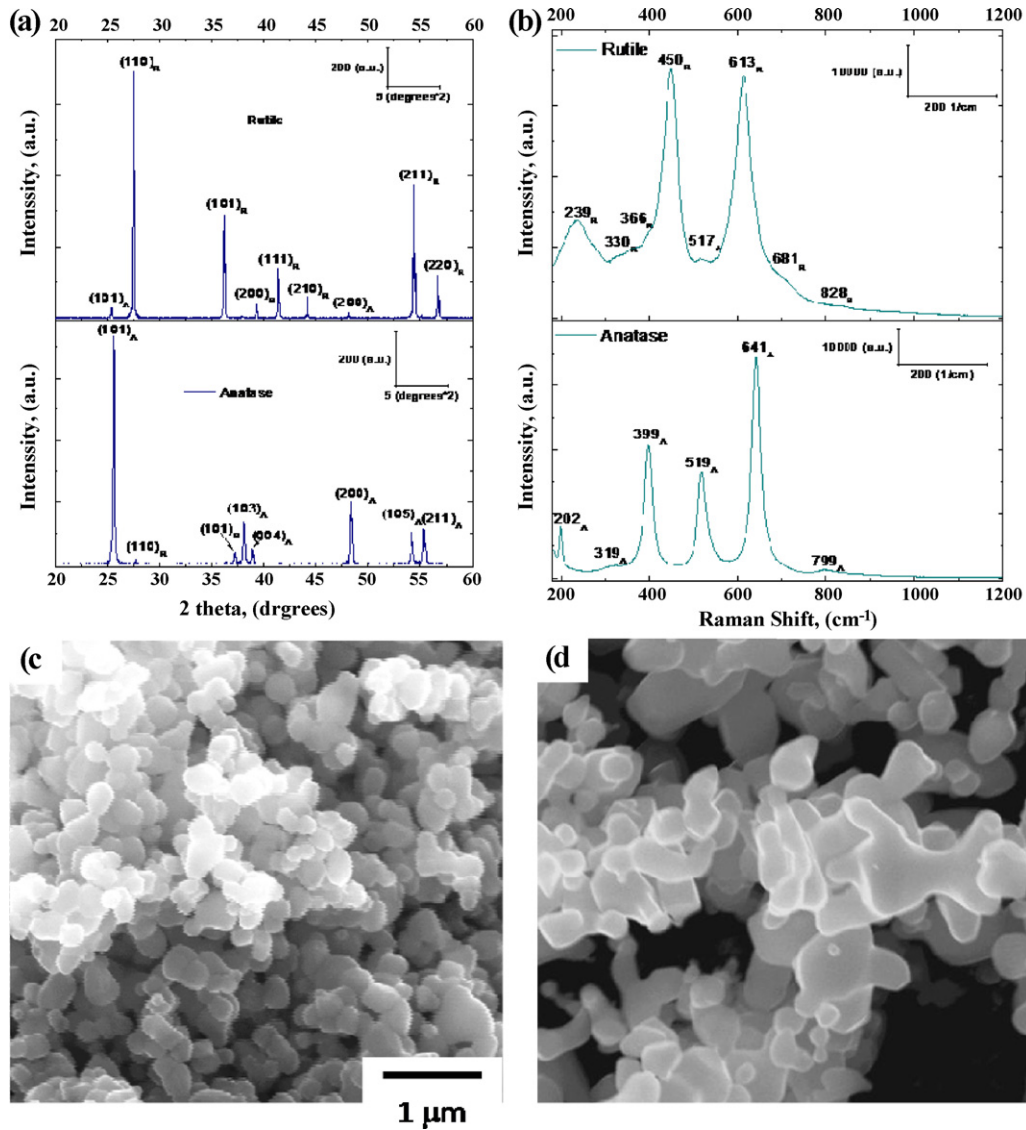 (a)
20 25 30 35 40 45 50 55 60
(110)R
200 (a.u.)
5 (degrees^2)
Rutile
(211)R
(101)R
(111)R
(220)R
(101)A
(200)R
(210)R
(200)A
Intenssity, (a.u.)
(101)A
200 (a.u.)
5 (degrees^2)
Anatase
(200)A
(103)A
(105)A
(211)A
(101)R
(004)A
(110)R
Intenssity, (a.u.)
20 25 30 35 40 45 50 55 60
2 theta, (drgrees)
(b)
200 400 600 800 1000 1200
Rutile
450R
613R
10000 (a.u.)
200 1/cm
239R
366R
330R
517A
681R
828R
Intenssity, (a.u.)
Anatase
641A
10000 (a.u.)
200 (1/cm)
399A
519A
202A
319A
799A
Intenssity, (a.u.)
200 400 600 800 1000 1200
Raman Shift, (cm-1)
(c)
1 μm
(d)